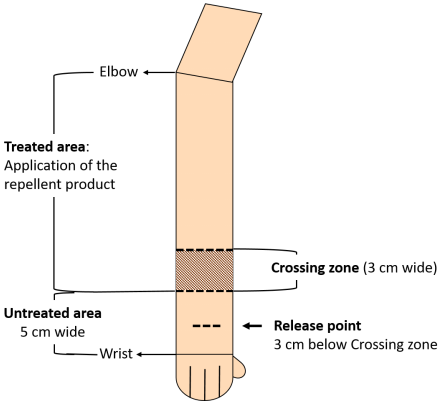 Elbow
Treated area:
Application of the
repellent product
Crossing zone (3 cm wide)
Untreated area
5 cm wide
Release point
3 cm below Crossing zone
Wrist